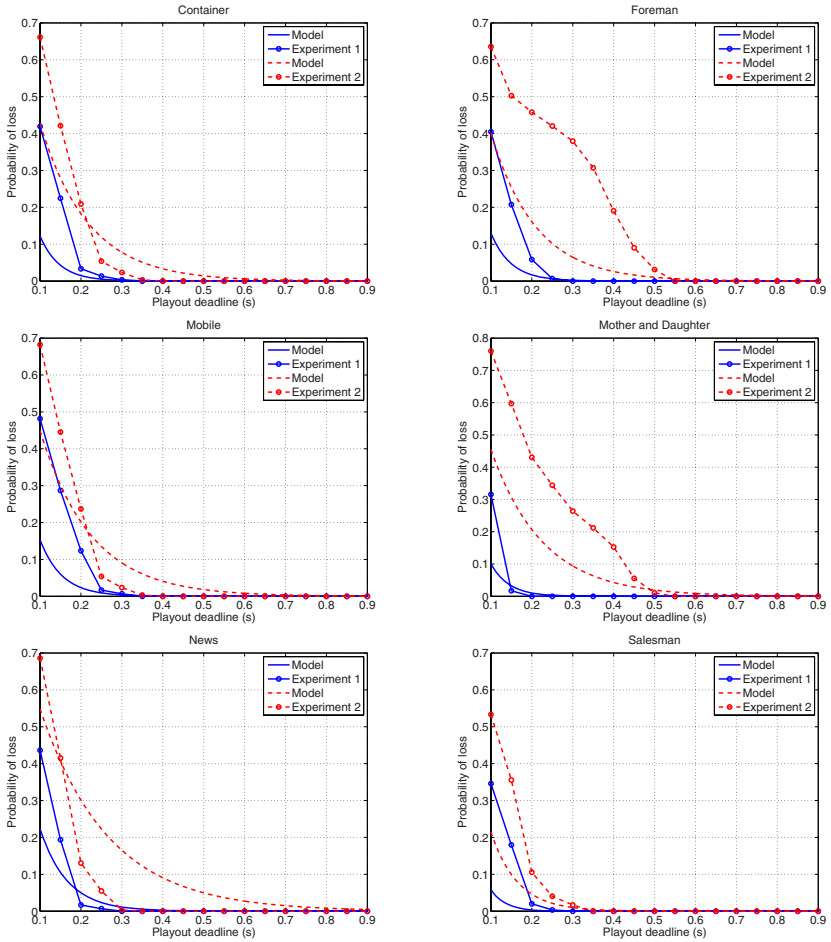 Container
0.7
0.6
0.5
0.4
0.3
0.2
0.1
0
Probability of loss
Model
Experiment 1
Model
Experiment 2
0.1 0.2 0.3 0.4 0.5 0.6 0.7 0.8 0.9
Playout deadline (s)
Foreman
0.7
0.6
0.5
0.4
0.3
0.2
0.1
0
Probability of loss
Model
Experiment 1
Model
Experiment 2
0.1 0.2 0.3 0.4 0.5 0.6 0.7 0.8 0.9
Playout deadline (s)
Mobile
0.7
0.6
0.5
0.4
0.3
0.2
0.1
0
Probability of loss
Model
Experiment 1
Model
Experiment 2
0.1 0.2 0.3 0.4 0.5 0.6 0.7 0.8 0.9
Playout deadline (s)
Mother and Daughter
0.8
0.7
0.6
0.5
0.4
0.3
0.2
0.1
0
Probability of loss
Model
Experiment 1
Model
Experiment 2
0.1 0.2 0.3 0.4 0.5 0.6 0.7 0.8 0.9
Playout deadline (s)
News
0.7
0.6
0.5
0.4
0.3
0.2
0.1
0
Probability of loss
Model
Experiment 1
Model
Experiment 2
0.1 0.2 0.3 0.4 0.5 0.6 0.7 0.8 0.9
Playout deadline (s)
Salesman
0.7
0.6
0.5
0.4
0.3
0.2
0.1
0
Probability of loss
Model
Experiment 1
Model
Experiment 2
0.1 0.2 0.3 0.4 0.5 0.6 0.7 0.8 0.9
Playout deadline (s)